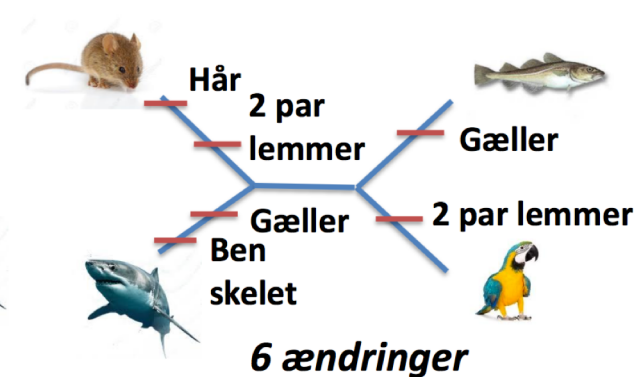 Hår
2 par
lemmer
Gæller
Gæller
2 par lemmer
Ben
skelet
6 ændringer